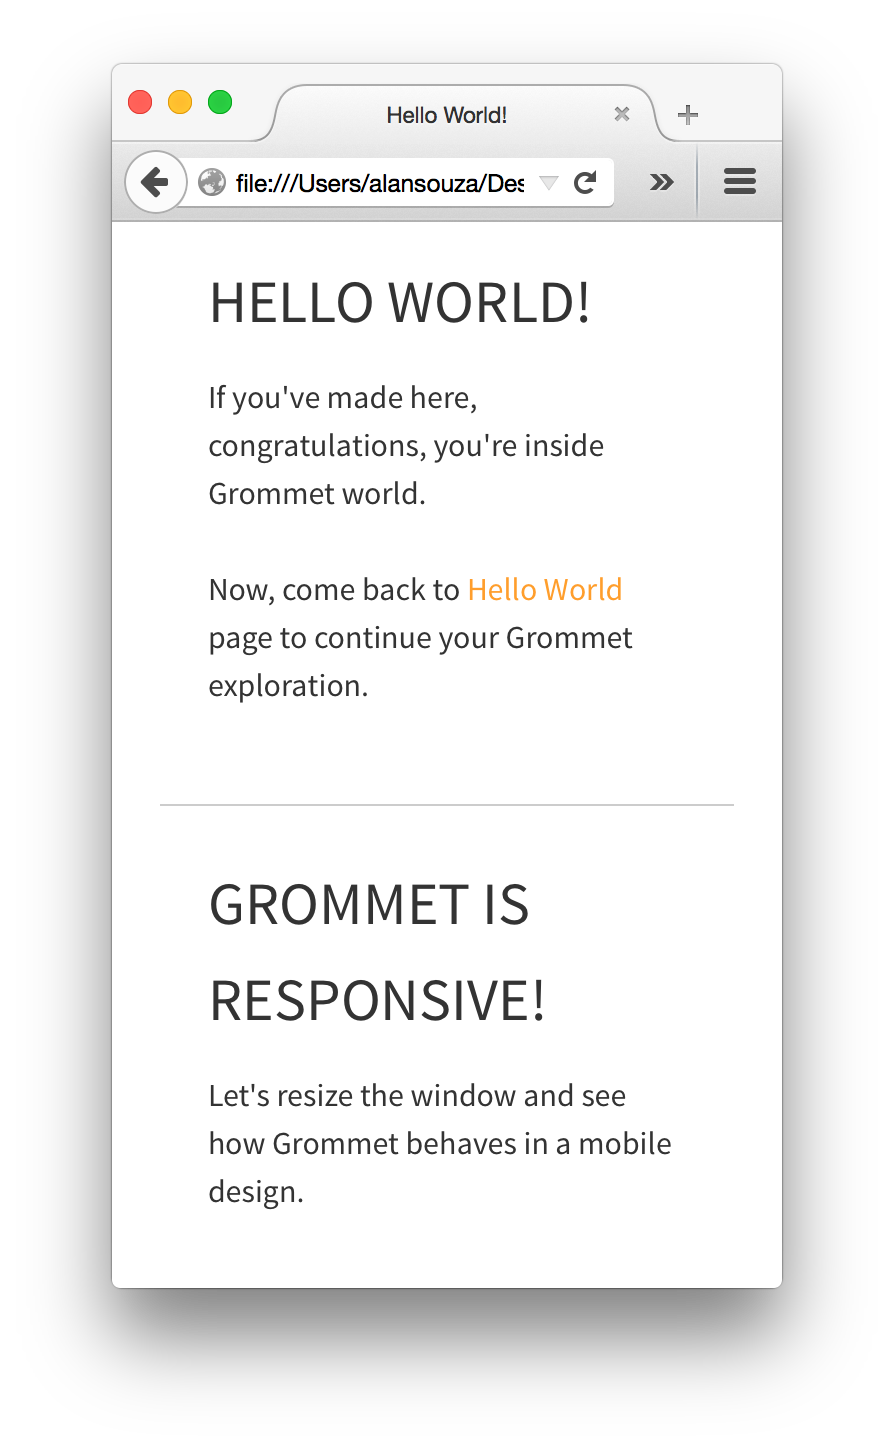 Hello World!
file:///Users/alansouza/Des
HELLO WORLD!
If you've made here,
congratulations, you're inside
Grommet world.
Now, come back to Hello World
page to continue your Grommet
exploration.
GROMMET IS
RESPONSIVE!
Let's resize the window and see
how Grommet behaves in a mobile
design.